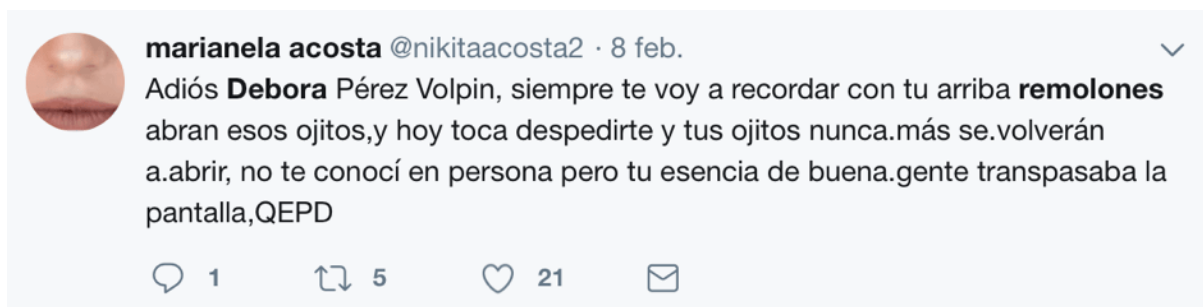 marianela acosta @nikitaacosta2 · 8 feb.
Adiós Debora Pérez Volpin, siempre te voy a recordar con tu arriba remolones
abran esos ojitos,y hoy toca despedirte y tus ojitos nunca.más se.volverán
a.abrir, no te conocí en persona pero tu esencia de buena.gente transpasaba la
pantalla,QEPD
1 5 21